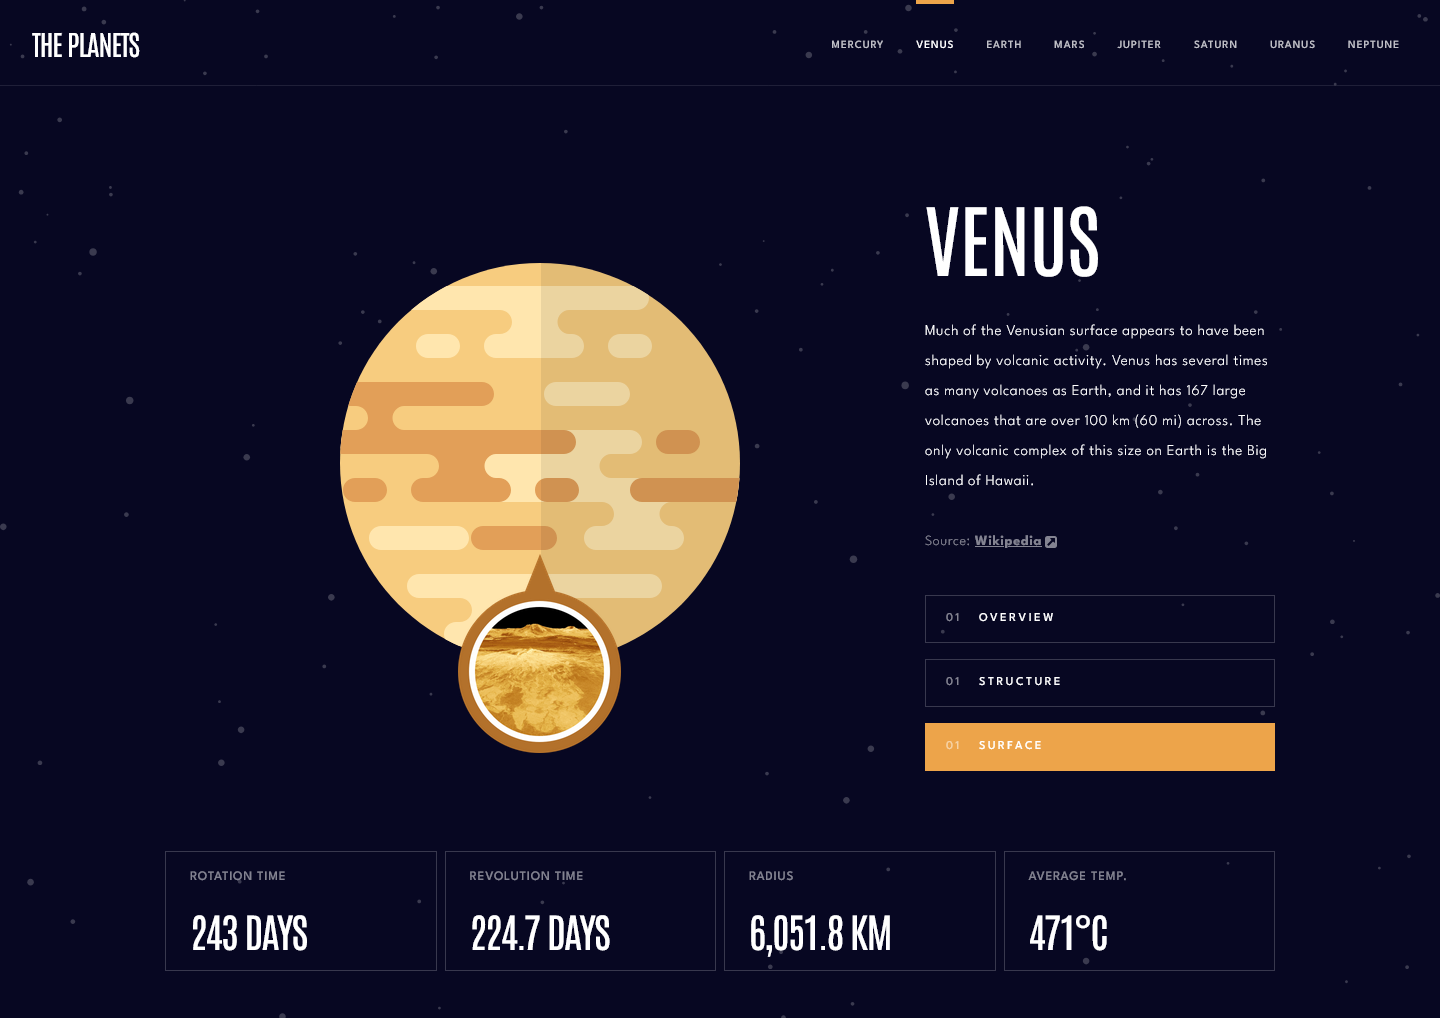 THE PLANETS
MERCURY
VENUS
EARTH
MARS
JUPITER
SATURN
URANUS
NEPTUNE
VENUS
Much of the Venusian surface appears to have been
shaped by volcanic activity. Venus has several times
as many volcanoes as Earth, and it has 167 large
volcanoes that are over 100 km (60 mi) across. The
only volcanic complex of this size on Earth is the Big
Island of Hawaii.
Source: Wikipedia
01 OVERVIEW
01 STRUCTURE
01 SURFACE
ROTATION TIME
243 DAYS
REVOLUTION TIME
224.7 DAYS
RADIUS
6,051.8 KM
AVERAGE TEMP.
471°C